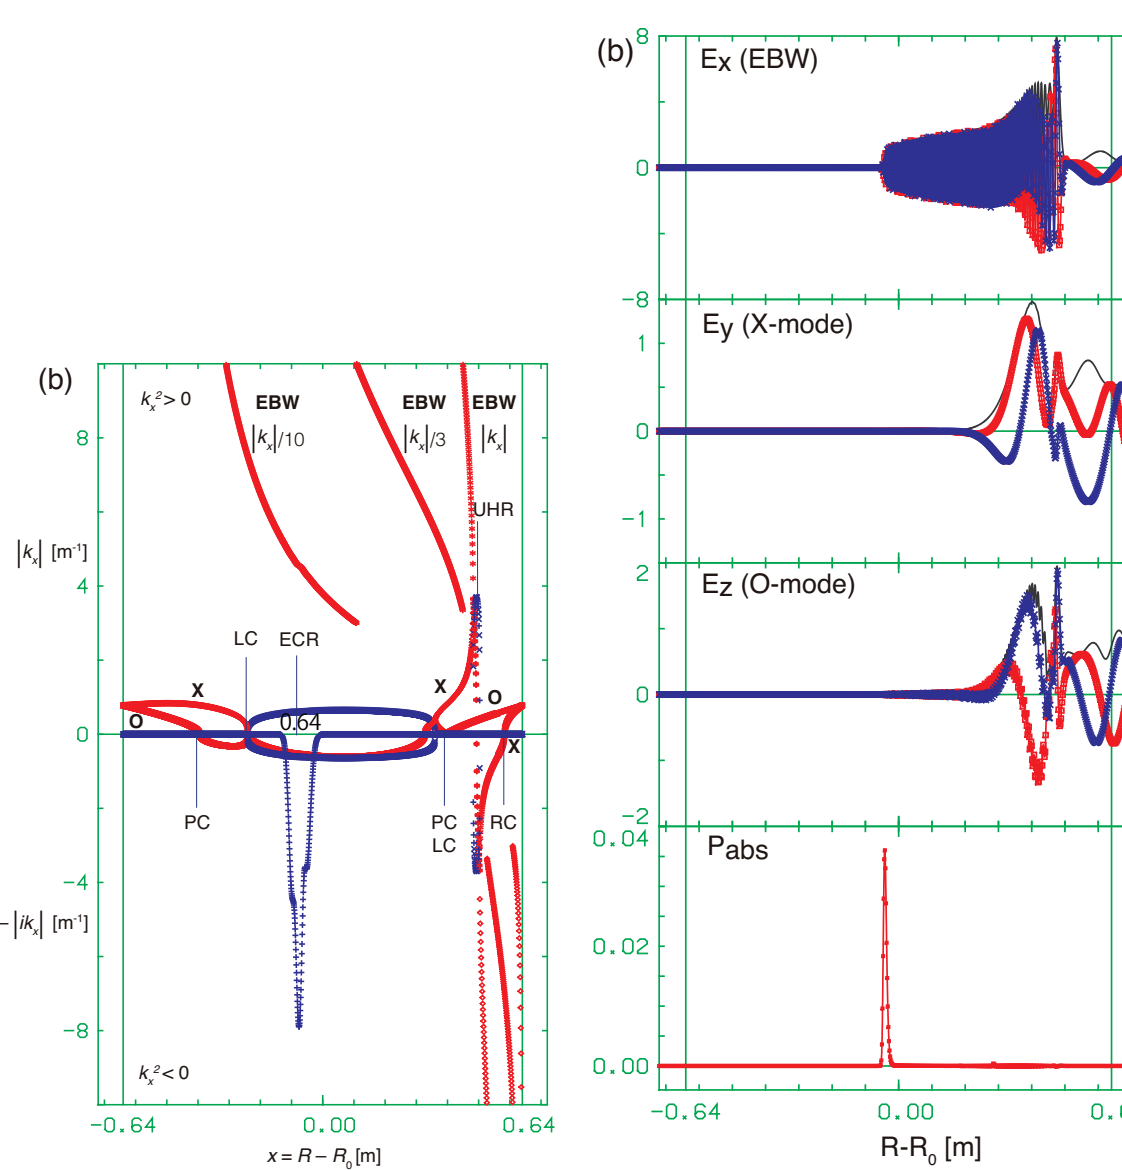 (b)
k_x^2 > 0
EBW
|k_x|/10
EBW
|k_x|/3
EBW
|k_x|
UHR
8
|k_x| [m⁻¹]
4
LC
ECR
X
X
O
O
0.64
0
X
PC
PC
LC
RC
-4
-|ik_x| [m⁻¹]
-8
k_x^2 < 0
-0.64
0.00
0.64
x = R – R_0 [m]
(b)
8
Ex (EBW)
0
-8
Ey (X-mode)
1
0
-1
2
Ez (O-mode)
0
-2
0.04
Pabs
0.02
0.00
-0.64
0.00
R-R_0 [m]